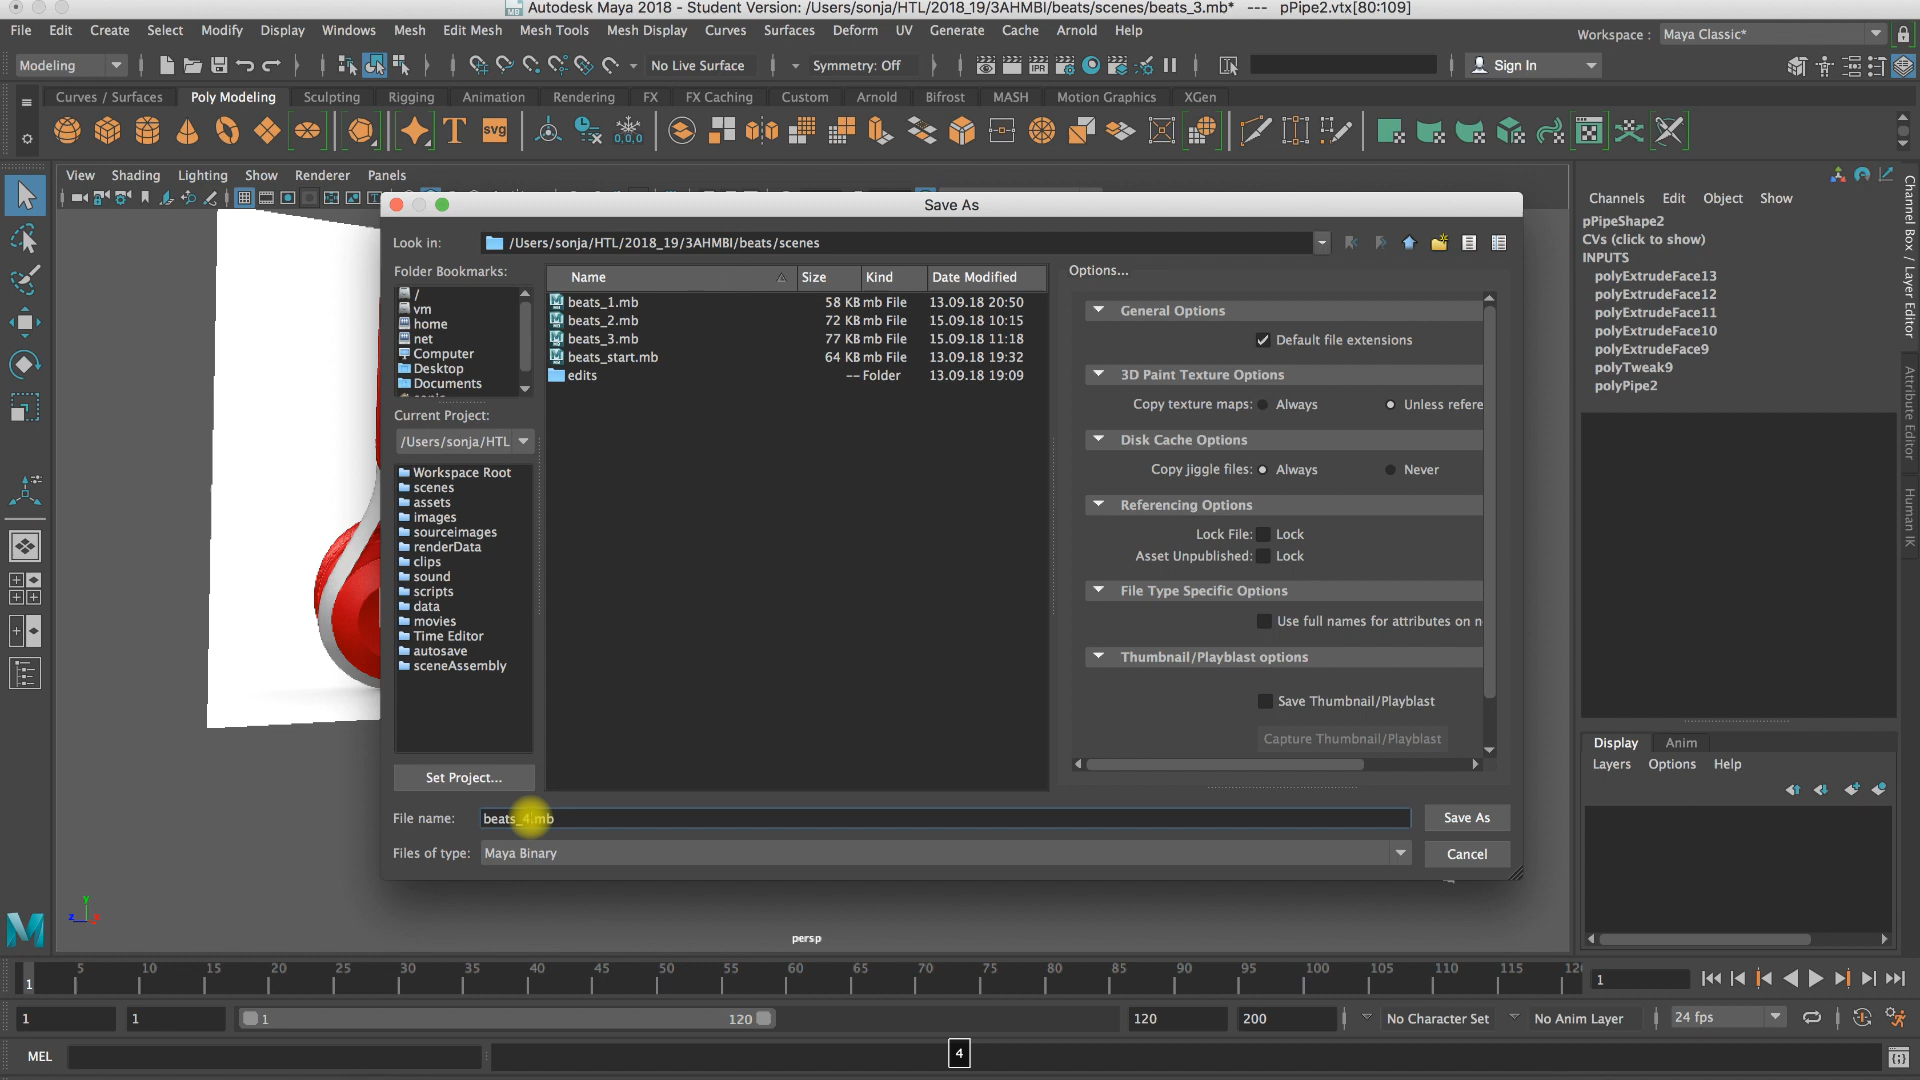 Autodesk Maya 2018 - Student Version: /Users/sonja/HTL/2018_19/3AHMBI/beats/scenes/beats_3.mb* --- pPipe2.vtx[80:109]
File Edit Create Select Modify Display Windows Mesh Edit Mesh Mesh Tools Mesh Display Curves Surfaces Deform UV Generate Cache Arnold Help
Workspace : Maya Classic*
Modeling No Live Surface Symmetry: Off IPR Sign In
Curves / Surfaces Poly Modeling Sculpting Rigging Animation Rendering FX FX Caching Custom Arnold Bifrost MASH Motion Graphics XGen
T svg 0,0,0
View Shading Lighting Show Renderer Panels
Channels Edit Object Show
pPipeShape2
CVs (click to show)
INPUTS
polyExtrudeFace13
polyExtrudeFace12
polyExtrudeFace11
polyExtrudeFace10
polyExtrudeFace9
polyTweak9
polyPipe2
Channel Box / Layer Editor
Attribute Editor
Human IK
Save As
Look in: /Users/sonja/HTL/2018_19/3AHMBI/beats/scenes
Folder Bookmarks:
/
vm
home
net
Computer
Desktop
Documents
Name Size Kind Date Modified
beats_1.mb 58 KB mb File 13.09.18 20:50
beats_2.mb 72 KB mb File 15.09.18 10:15
beats_3.mb 77 KB mb File 15.09.18 11:18
beats_start.mb 64 KB mb File 13.09.18 19:32
edits -- Folder 13.09.18 19:09
Current Project:
/Users/sonja/HTL
Workspace Root
scenes
assets
images
sourceimages
renderData
clips
sound
scripts
data
movies
Time Editor
autosave
sceneAssembly
Set Project...
Options...
General Options
Default file extensions
3D Paint Texture Options
Copy texture maps: Always Unless refere
Disk Cache Options
Copy jiggle files: Always Never
Referencing Options
Lock File: Lock
Asset Unpublished: Lock
File Type Specific Options
Use full names for attributes on n
Thumbnail/Playblast options
Save Thumbnail/Playblast
Capture Thumbnail/Playblast
File name: beats_4.mb Save As
Files of type: Maya Binary Cancel
Display Anim
Layers Options Help
y
z
persp
1 5 10 15 20 25 30 35 40 45 50 55 60 65 70 75 80 85 90 95 100 105 110 115 12 1
1 1 1 120 120 200 No Character Set No Anim Layer 24 fps
MEL 4